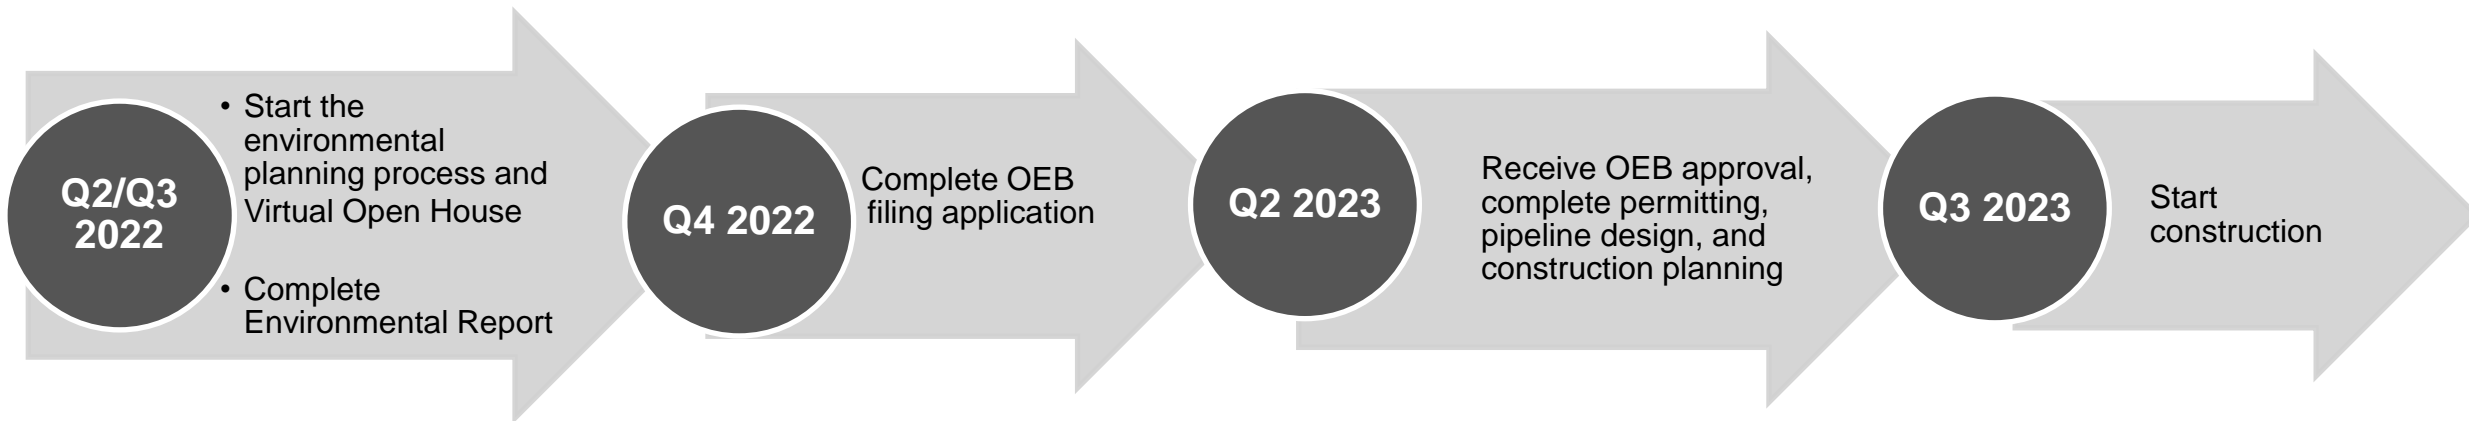 Q2/Q3
2022
• Start the
environmental
planning process and
Virtual Open House
• Complete
Environmental Report
Q4 2022
Complete OEB
filing application
Q2 2023
Receive OEB approval,
complete permitting,
pipeline design, and
construction planning
Q3 2023
Start
construction